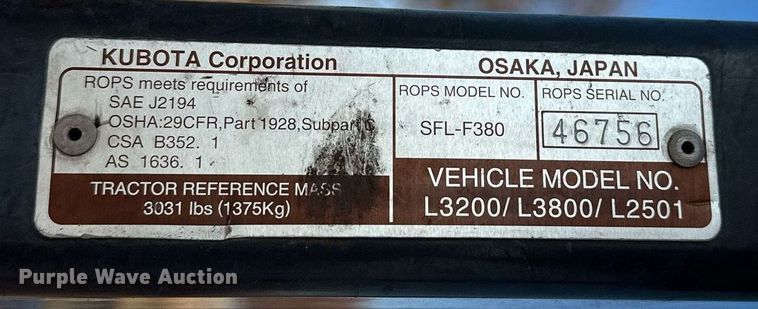 KUBOTA Corporation
OSAKA, JAPAN
ROPS meets requirements of
SAE J2194
OSHA:29CFR,Part 1928,Subpart C
CSA B352. 1
AS 1636. 1
ROPS MODEL NO.
SFL-F380
ROPS SERIAL NO.
46756
TRACTOR REFERENCE MASS
3031 lbs (1375Kg)
VEHICLE MODEL NO.
L3200/ L3800/ L2501
Purple Wave Auction